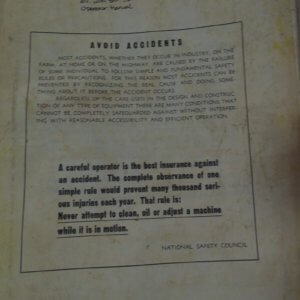 Operator Manual
AVOID ACCIDENTS
MOST ACCIDENTS, WHETHER THEY OCCUR IN INDUSTRY, ON THE
FARM, AT HOME OR ON THE HIGHWAY, ARE CAUSED BY THE FAILURE
OF SOME INDIVIDUAL TO FOLLOW SIMPLE AND FUNDAMENTAL SAFETY
RULES OR PRECAUTIONS. FOR THIS REASON MOST ACCIDENTS CAN BE
PREVENTED BY RECOGNIZING THE REAL CAUSE AND DOING SOME-
THING ABOUT IT BEFORE THE ACCIDENT OCCURS.
REGARDLESS OF THE CARE USED IN THE DESIGN AND CONSTRUC-
TION OF ANY TYPE OF EQUIPMENT THERE ARE MANY CONDITIONS THAT
CANNOT BE COMPLETELY SAFEGUARDED AGAINST WITHOUT INTERFER-
ING WITH REASONABLE ACCESSIBILITY AND EFFICIENT OPERATION.
A careful operator is the best insurance against
an accident. The complete observance of one
simple rule would prevent many thousand seri-
ous injuries each year. That rule is:
Never attempt to clean, oil or adjust a machine
while it is in motion.
NATIONAL SAFETY COUNCIL